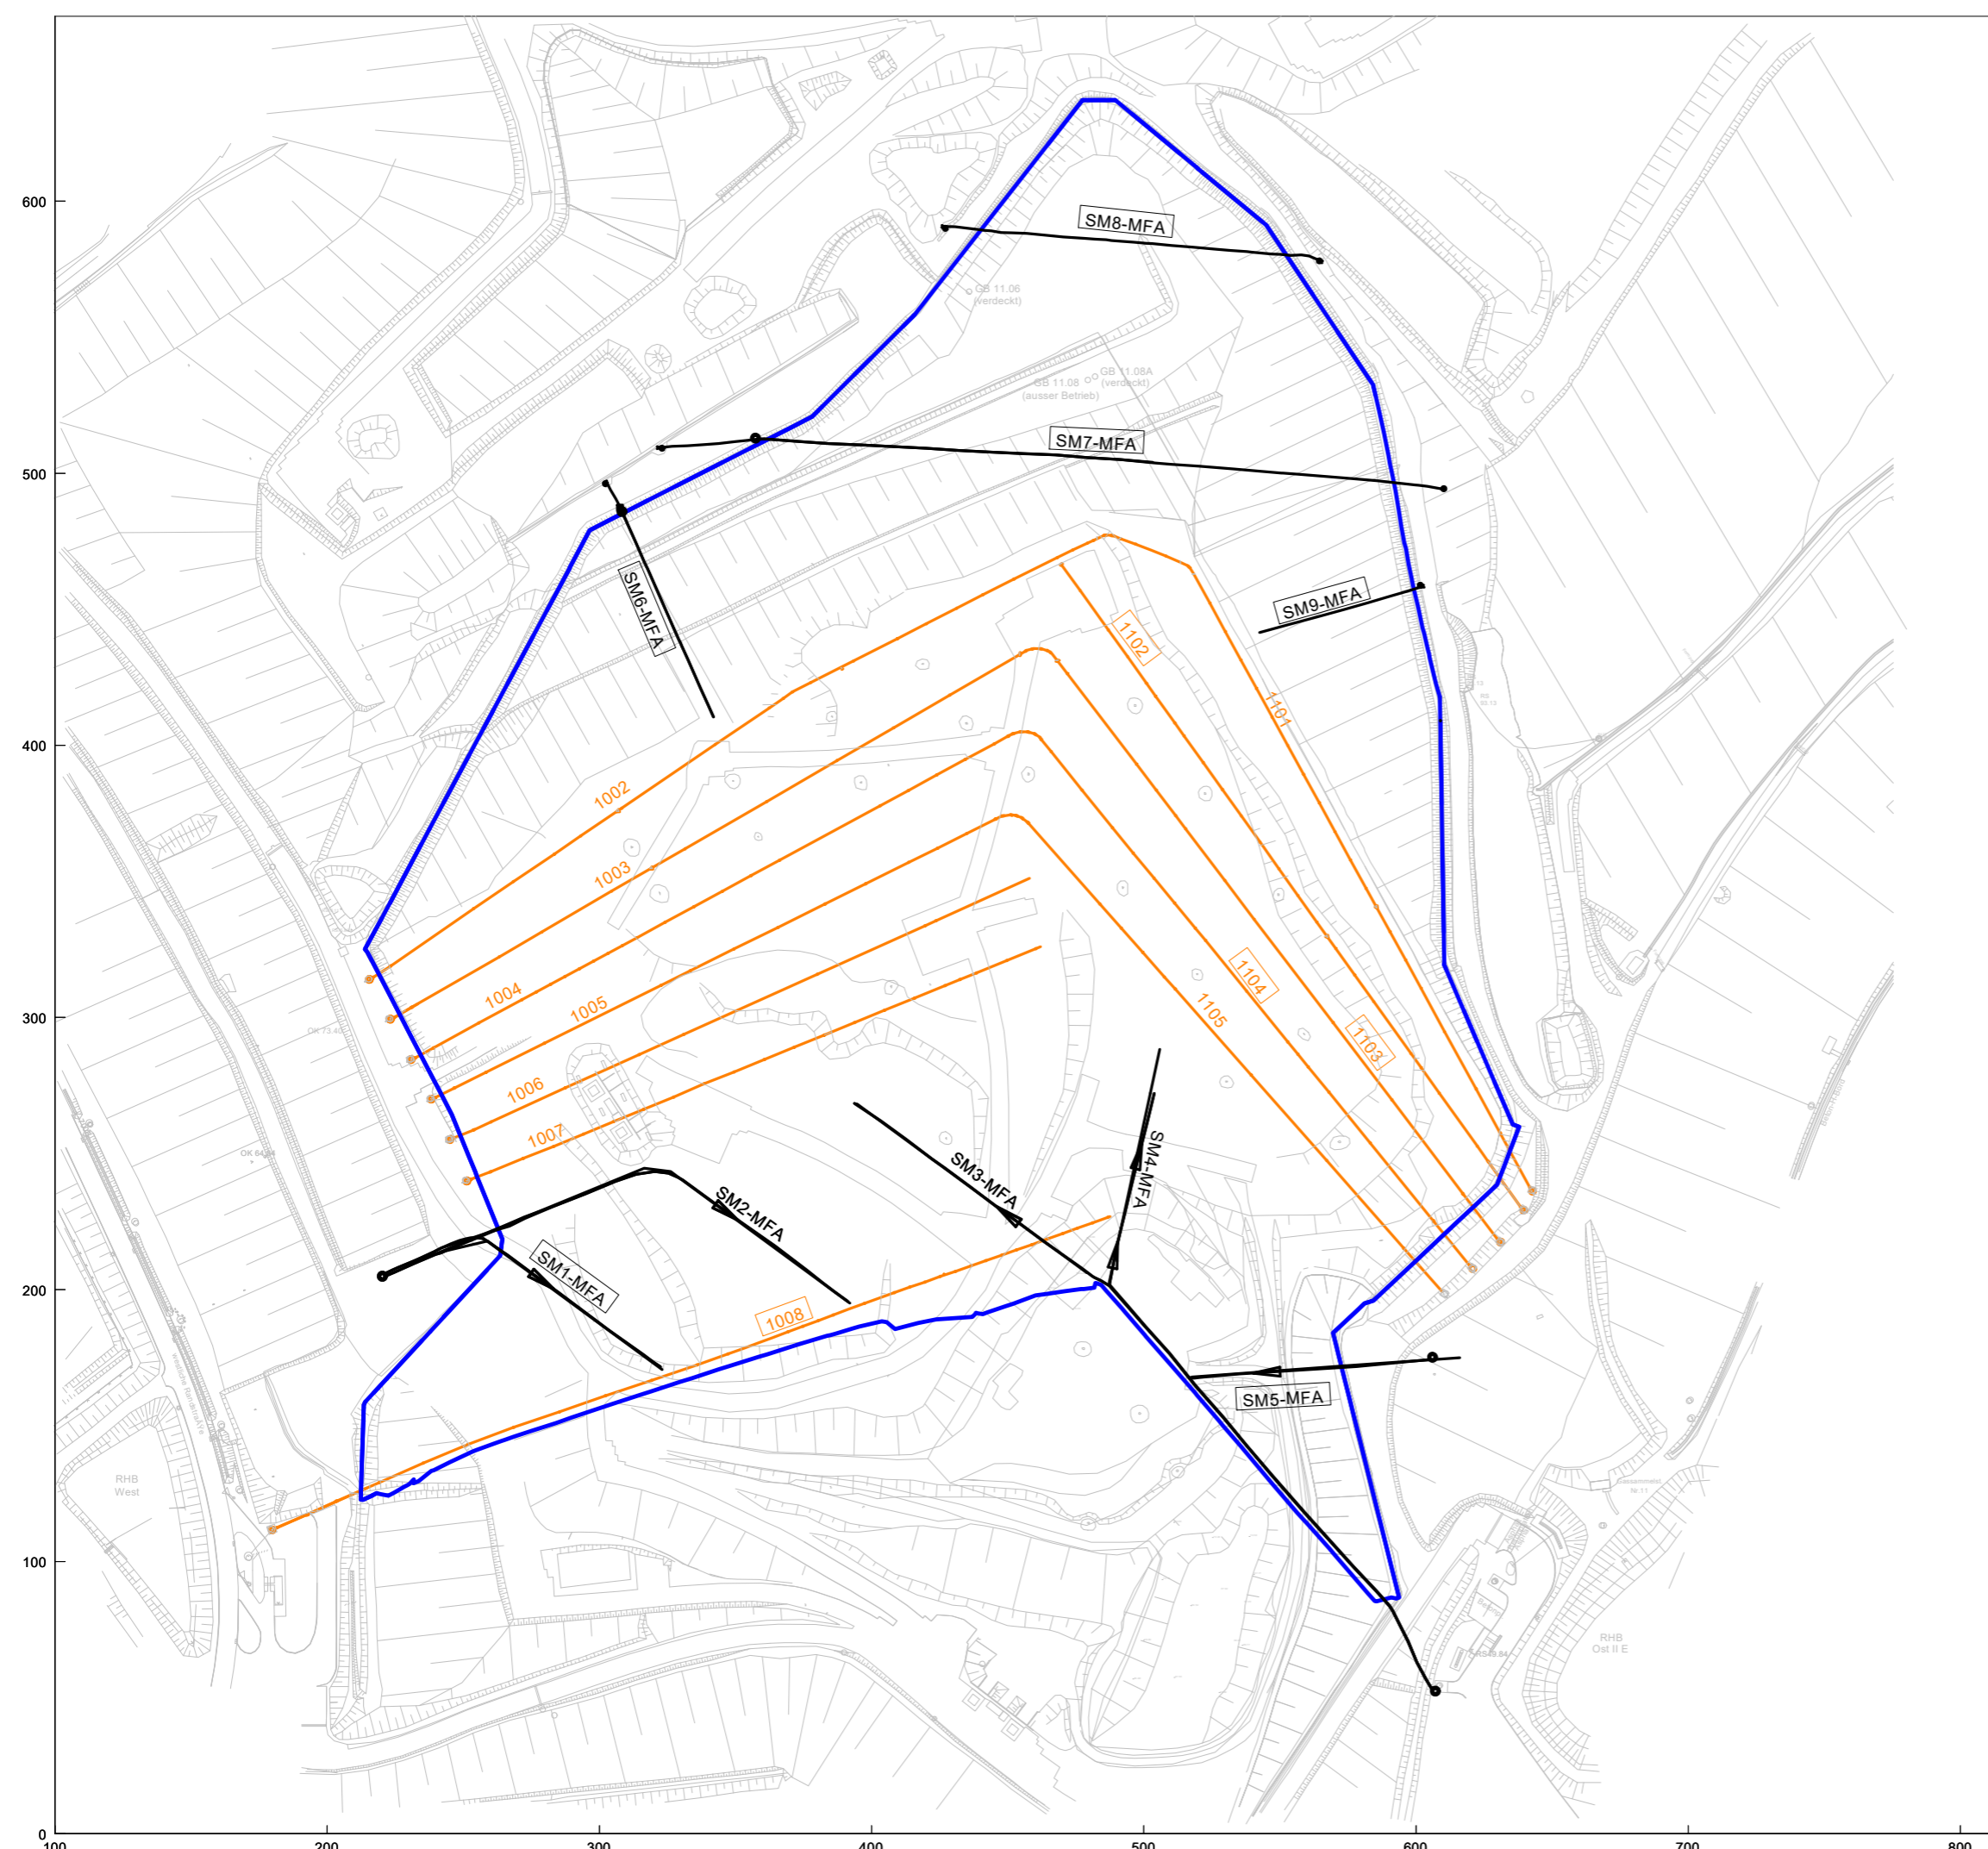 600
SM8-MFA
GB 11.06
(verdeckt)
GB 11.08A
(verdeckt)
GB 11.08
(ausser Betrieb)
500
SM7-MFA
SM6-MFA
SM9-MFA
1102
1101
400
1002
1003
1004
1005
1104
1105
1103
300
1006
1007
SM3-MFA
SM4-MFA
SM2-MFA
SM1-MFA
1008
200
SM5-MFA
RHB
West
100
RHB
Ost II E
0
100
200
300
400
500
600
700
800